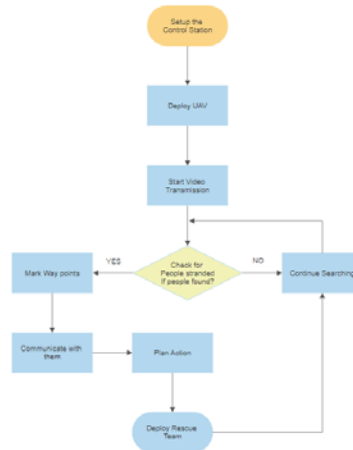 Setup the
Control Station
Deploy UAV
Start Video
Transmission
Check for
People stranded
If people found?
YES
NO
Mark Way points
Continue Searching
Communicate with
them
Plan Action
Deploy Rescue
Team